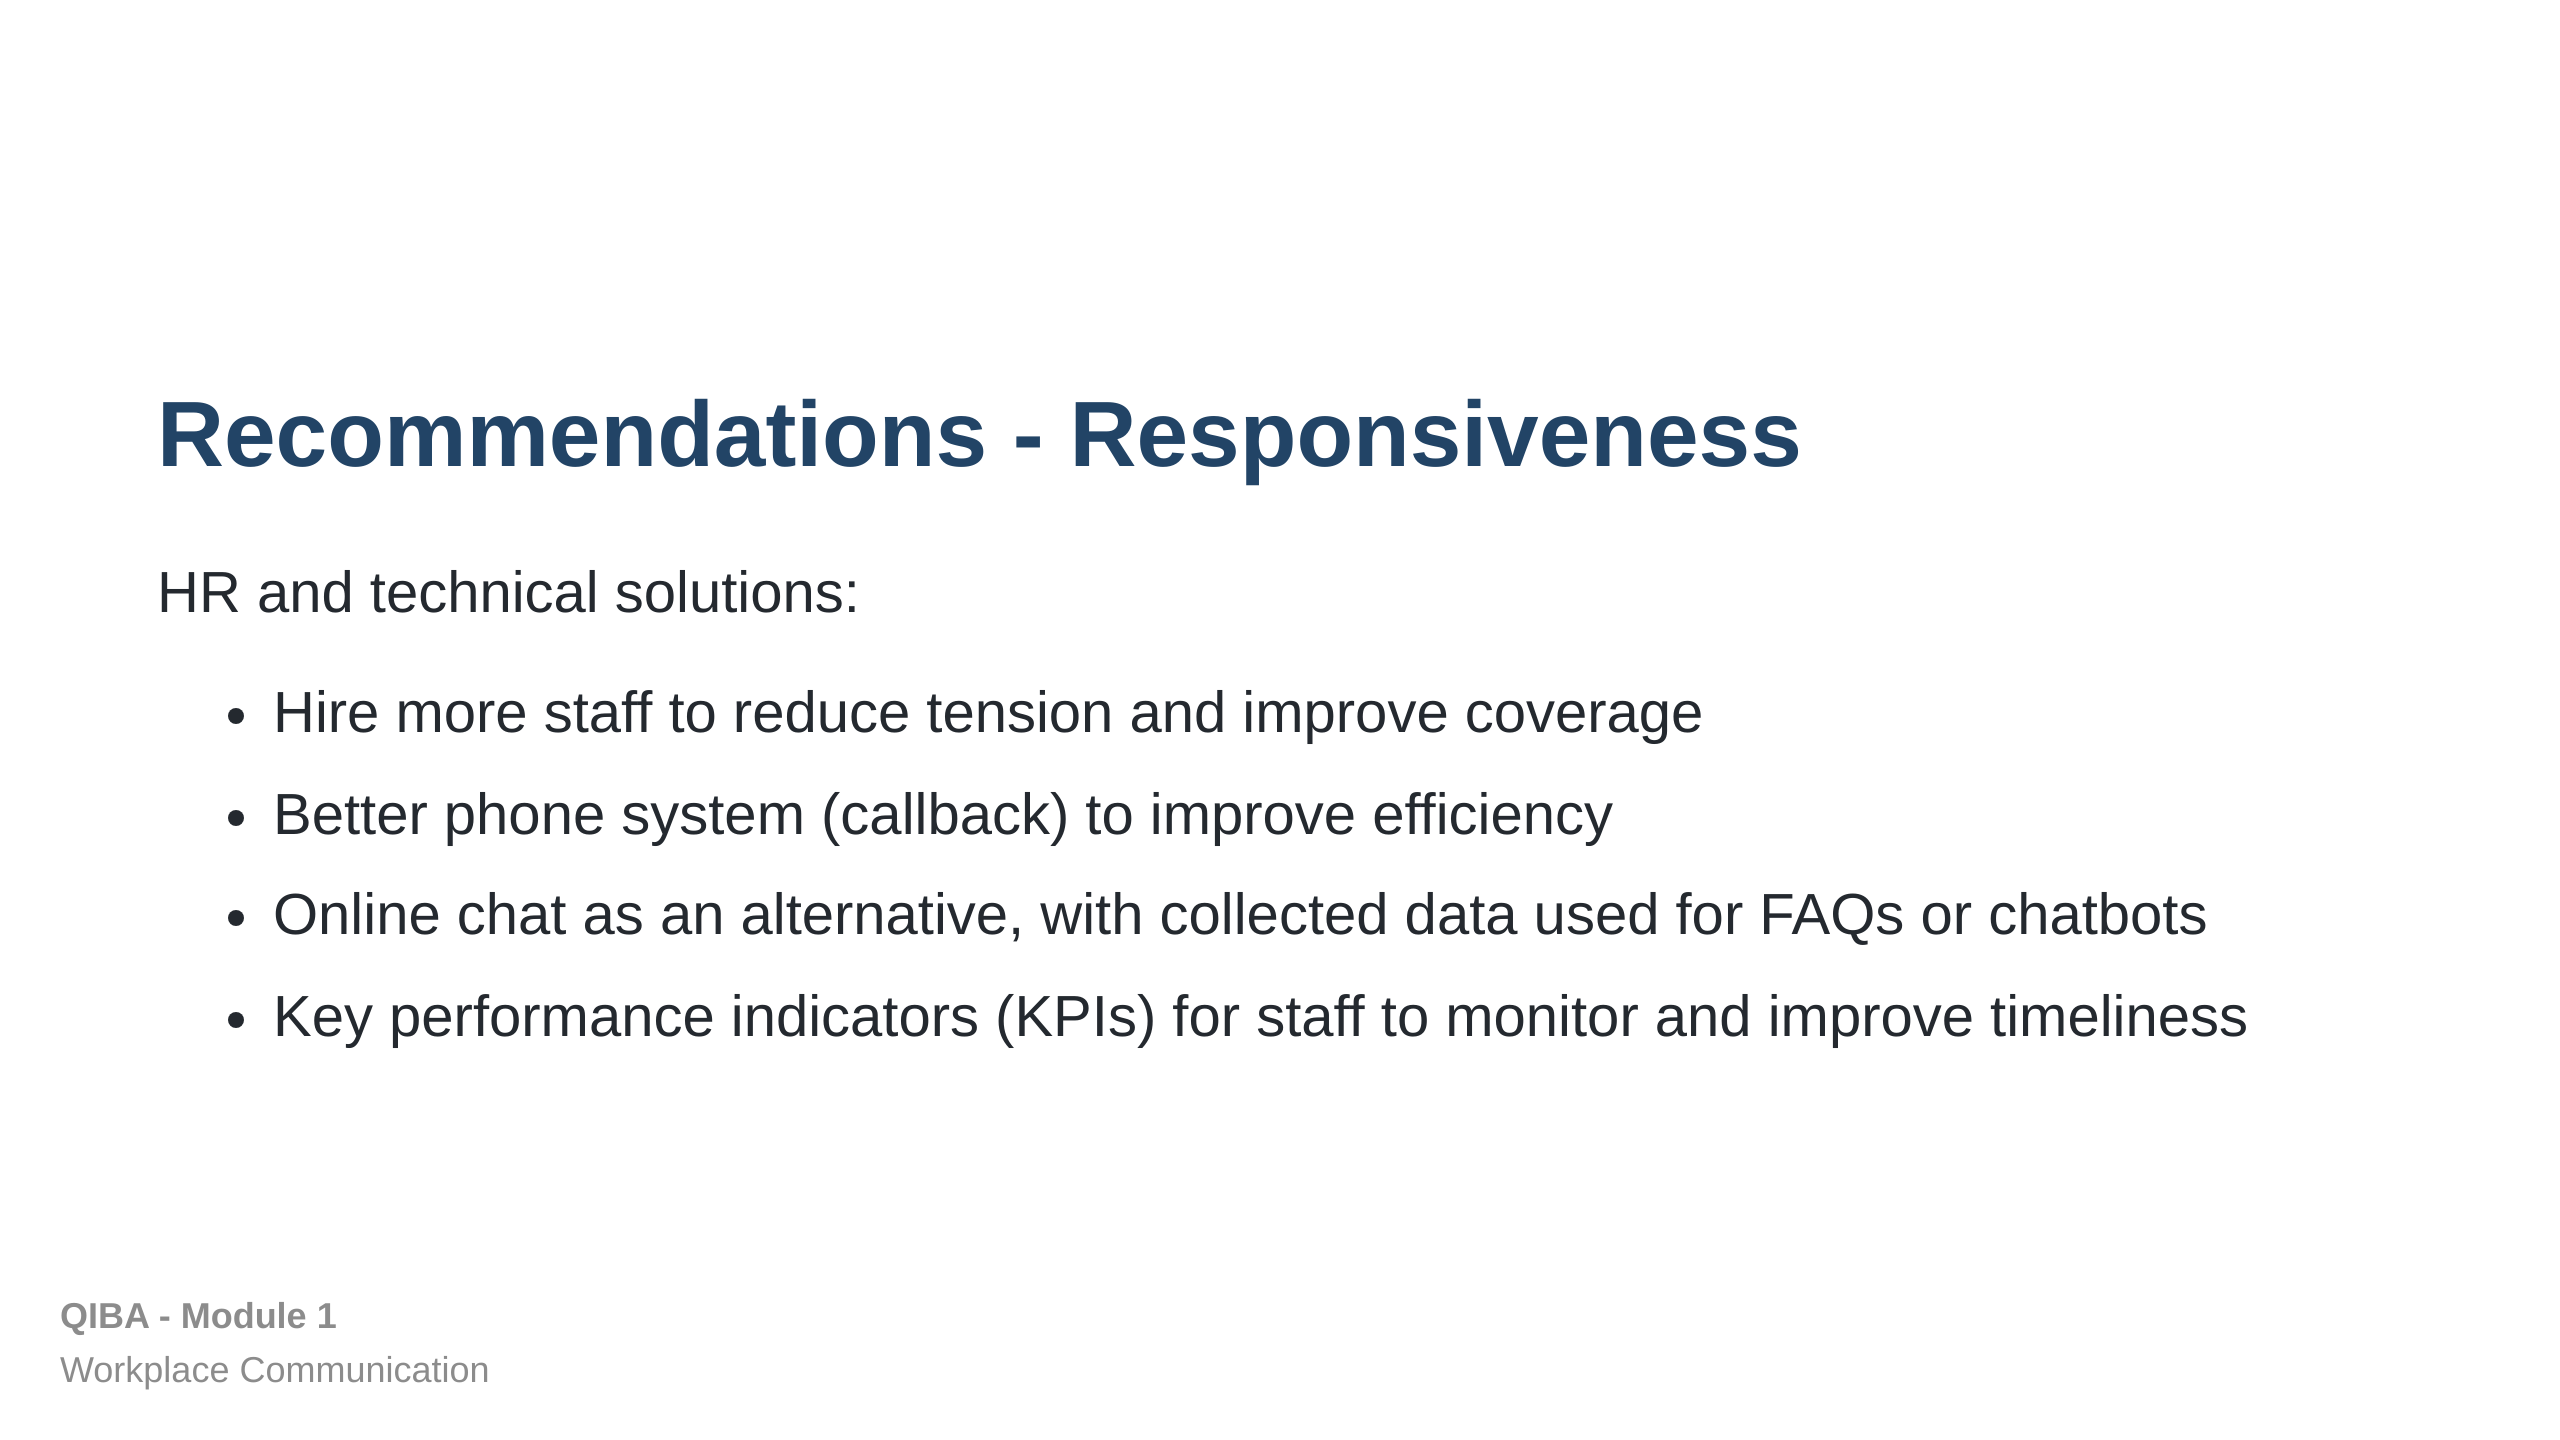 Recommendations - Responsiveness
HR and technical solutions:
• Hire more staff to reduce tension and improve coverage
• Better phone system (callback) to improve efficiency
• Online chat as an alternative, with collected data used for FAQs or chatbots
• Key performance indicators (KPIs) for staff to monitor and improve timeliness
QIBA - Module 1
Workplace Communication